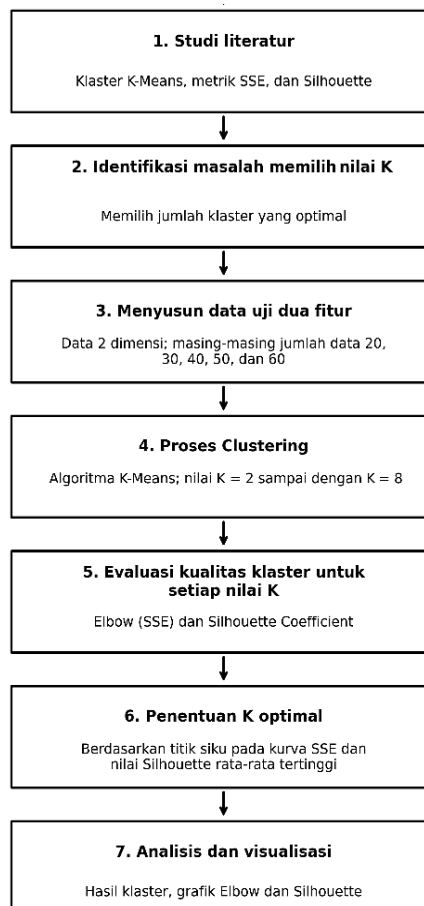 1. Studi literatur
Klaster K-Means, metrik SSE, dan Silhouette
2. Identifikasi masalah memilih nilai K
Memilih jumlah klaster yang optimal
3. Menyusun data uji dua fitur
Data 2 dimensi; masing-masing jumlah data 20,
30, 40, 50, dan 60
4. Proses Clustering
Algoritma K-Means; nilai K = 2 sampai dengan K = 8
5. Evaluasi kualitas klaster untuk
setiap nilai K
Elbow (SSE) dan Silhouette Coefficient
6. Penentuan K optimal
Berdasarkan titik siku pada kurva SSE dan
nilai Silhouette rata-rata tertinggi
7. Analisis dan visualisasi
Hasil klaster, grafik Elbow dan Silhouette